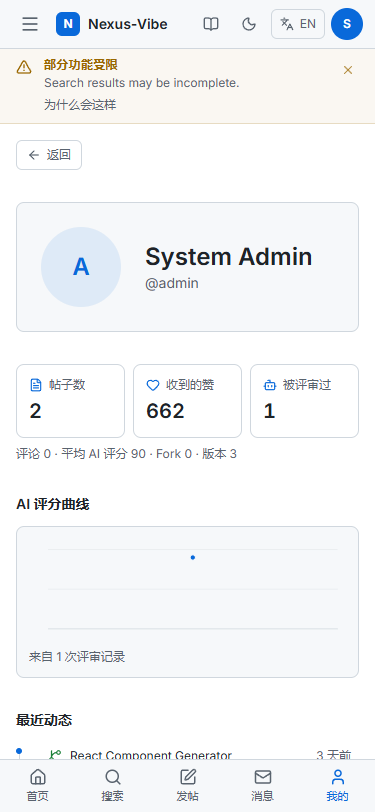 N Nexus-Vibe EN S
部分功能受限
Search results may be incomplete.
为什么会这样
返回
A
System Admin
@admin
帖子数
2
收到的赞
662
被评审过
1
评论 0 · 平均 AI 评分 90 · Fork 0 · 版本 3
AI 评分曲线
来自 1 次评审记录
最近动态
React Component Generator 3 天前
首页 搜索 发帖 消息 我的